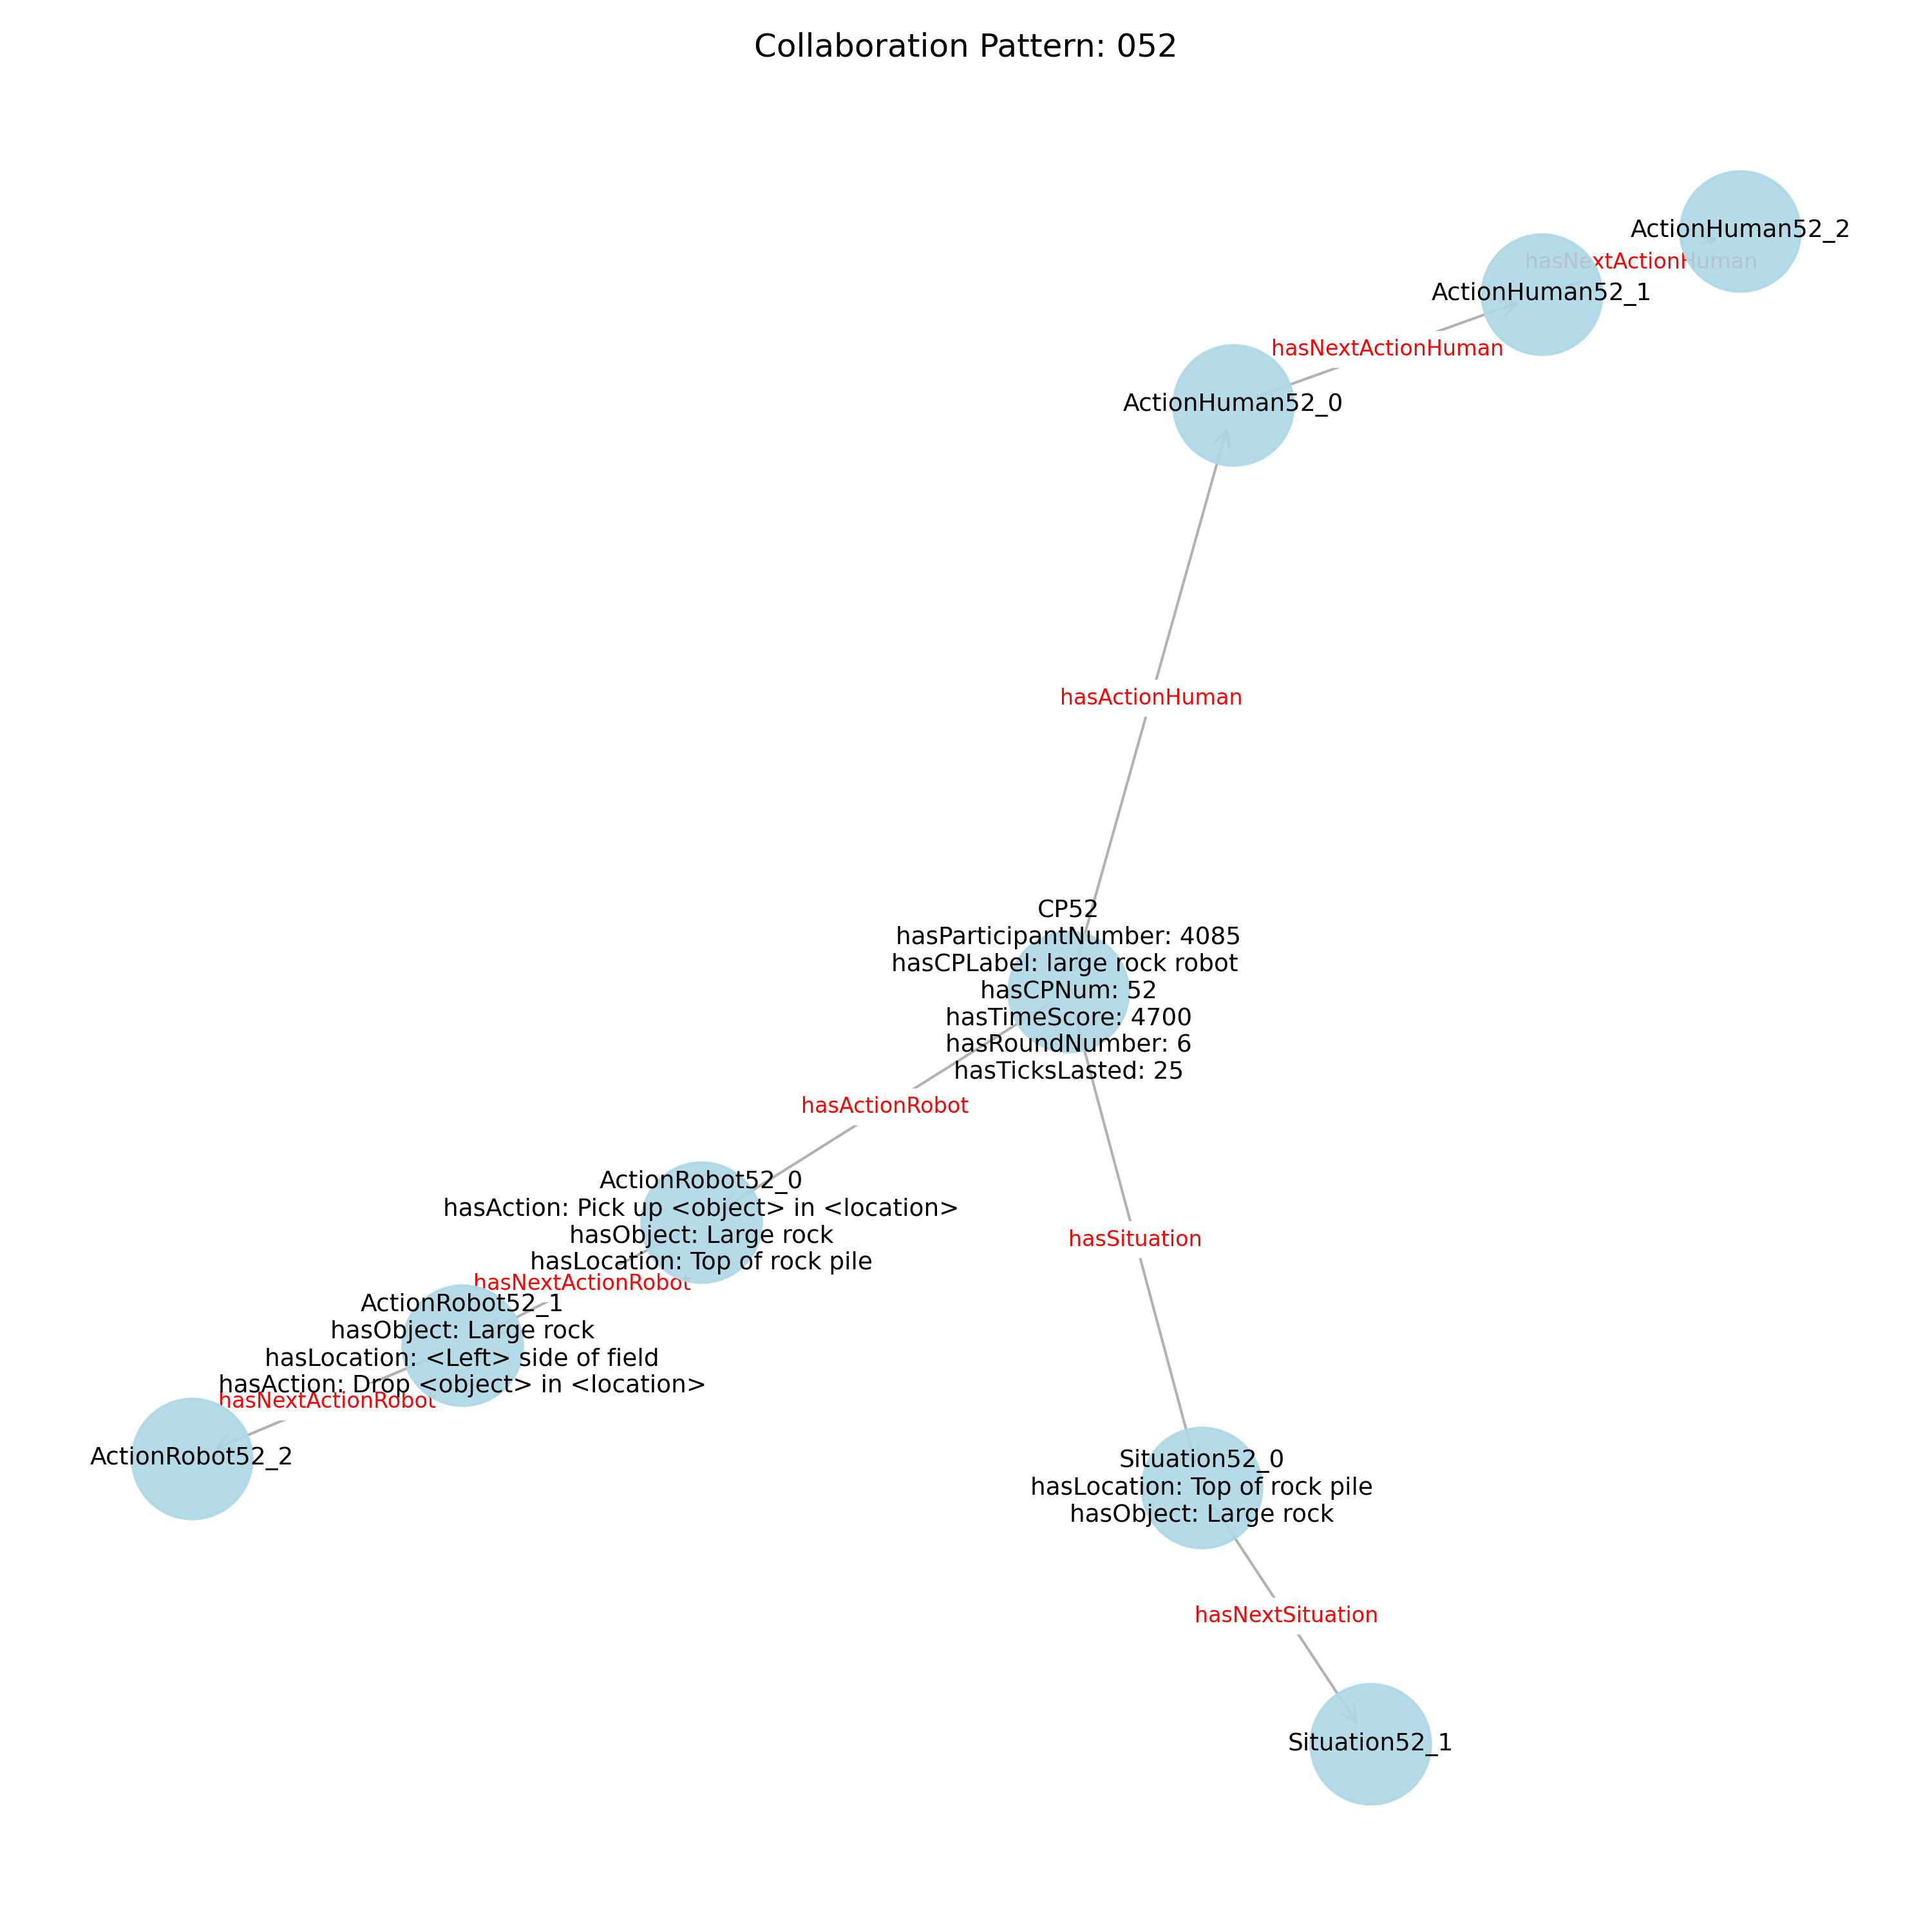 Collaboration Pattern: 052
ActionHuman52_2
hasNextActionHuman
ActionHuman52_1
hasNextActionHuman
ActionHuman52_0
hasActionHuman
CP52
hasParticipantNumber: 4085
hasCPLabel: large rock robot
hasCPNum: 52
hasTimeScore: 4700
hasRoundNumber: 6
hasTicksLasted: 25
hasActionRobot
ActionRobot52_0
hasAction: Pick up <object> in <location>
hasObject: Large rock
hasLocation: Top of rock pile
hasNextActionRobot
ActionRobot52_1
hasObject: Large rock
hasLocation: <Left> side of field
hasAction: Drop <object> in <location>
hasNextActionRobot
ActionRobot52_2
hasSituation
Situation52_0
hasLocation: Top of rock pile
hasObject: Large rock
hasNextSituation
Situation52_1